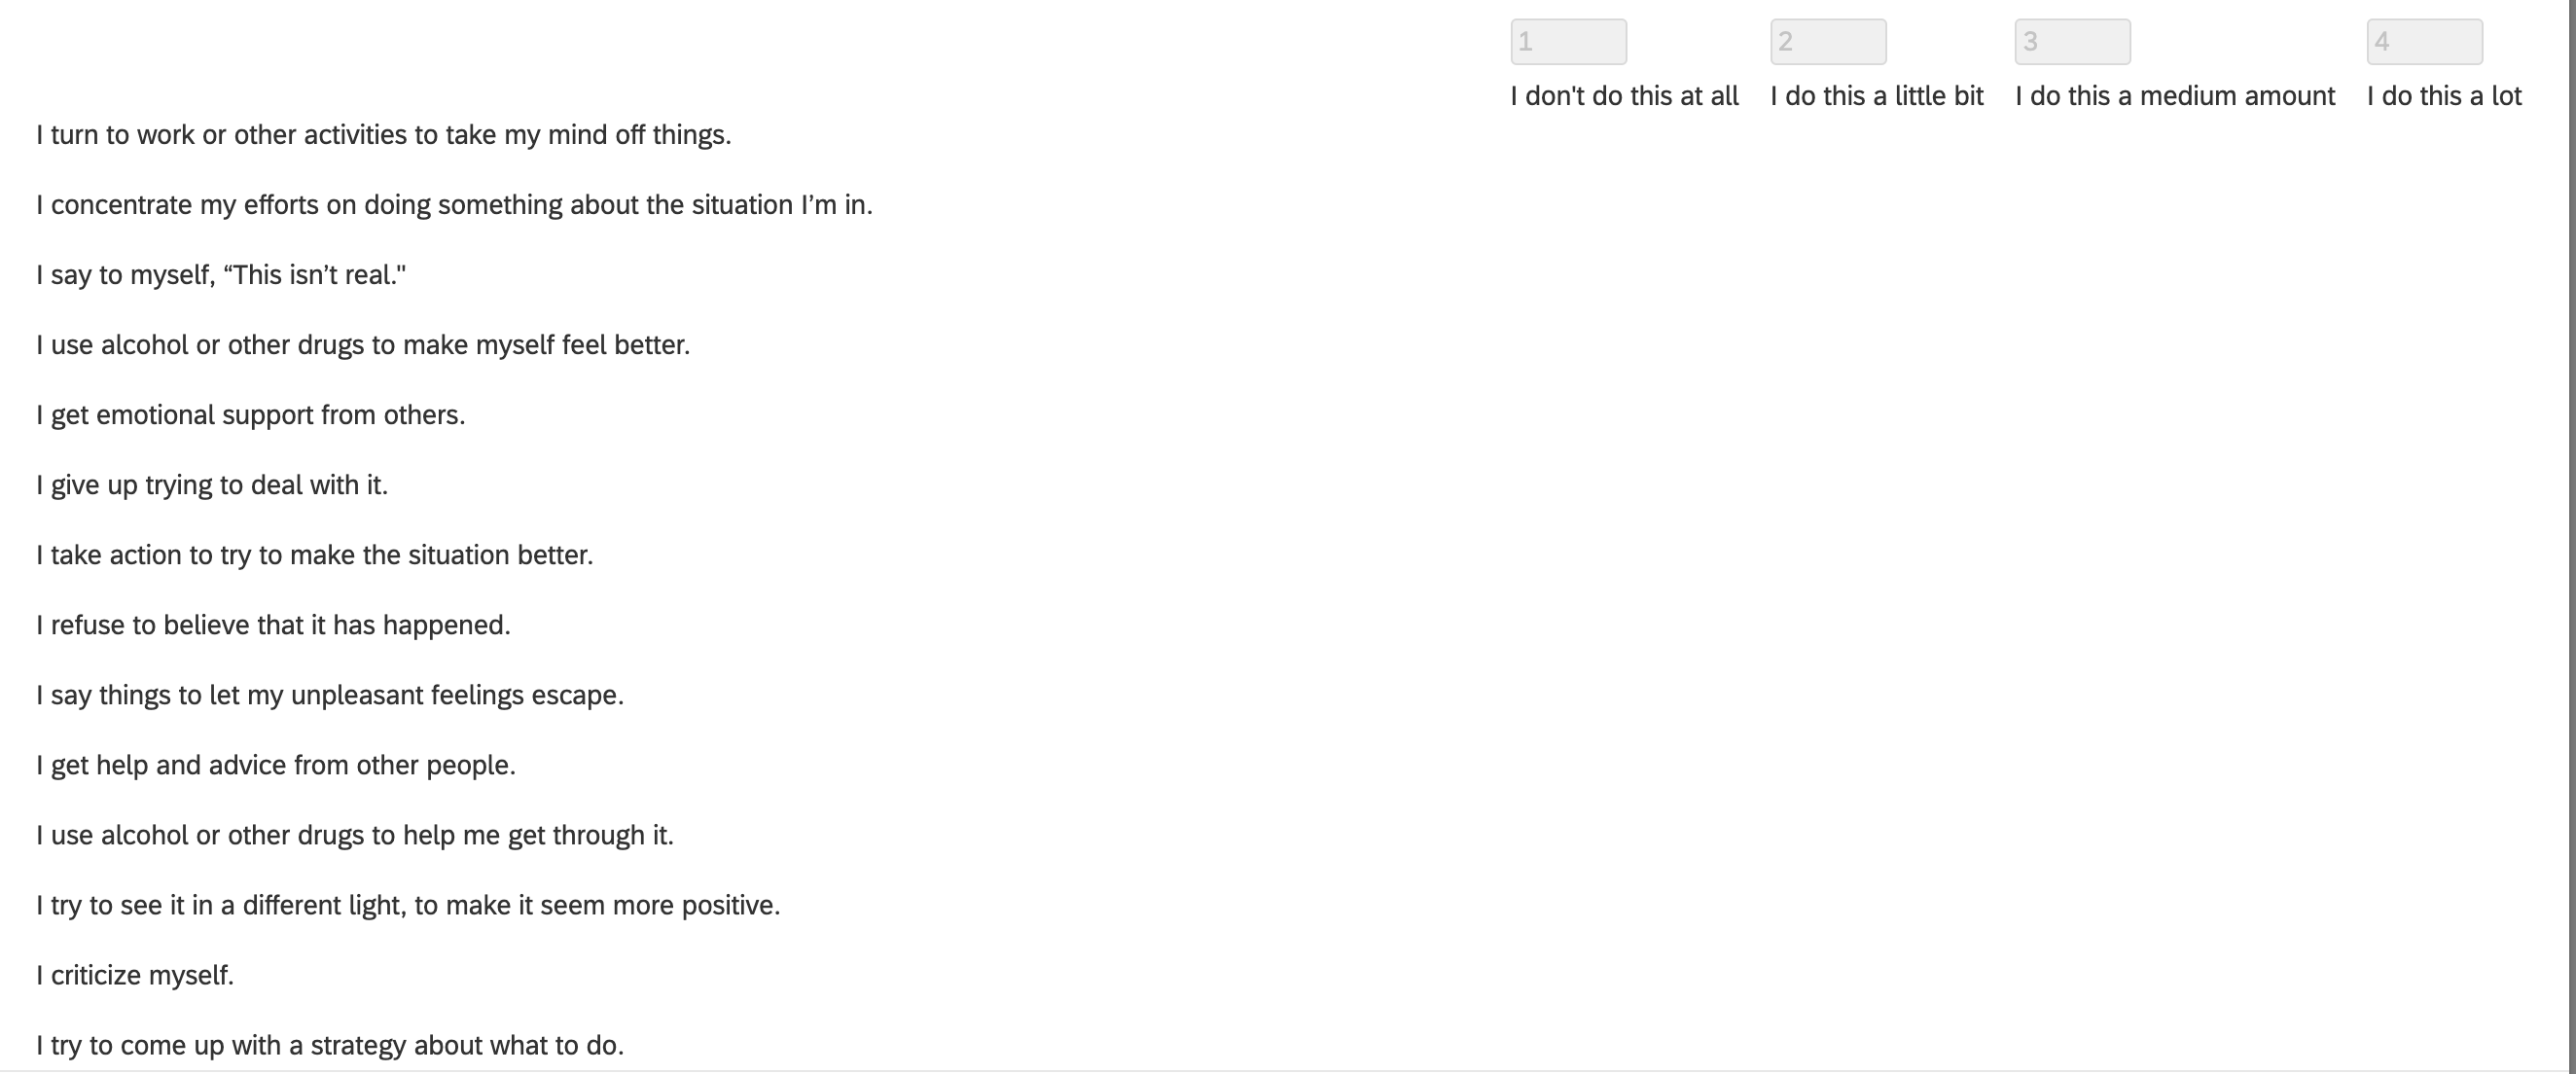 1 2 3 4
I don't do this at all I do this a little bit I do this a medium amount I do this a lot
I turn to work or other activities to take my mind off things.
I concentrate my efforts on doing something about the situation I’m in.
I say to myself, “This isn’t real."
I use alcohol or other drugs to make myself feel better.
I get emotional support from others.
I give up trying to deal with it.
I take action to try to make the situation better.
I refuse to believe that it has happened.
I say things to let my unpleasant feelings escape.
I get help and advice from other people.
I use alcohol or other drugs to help me get through it.
I try to see it in a different light, to make it seem more positive.
I criticize myself.
I try to come up with a strategy about what to do.